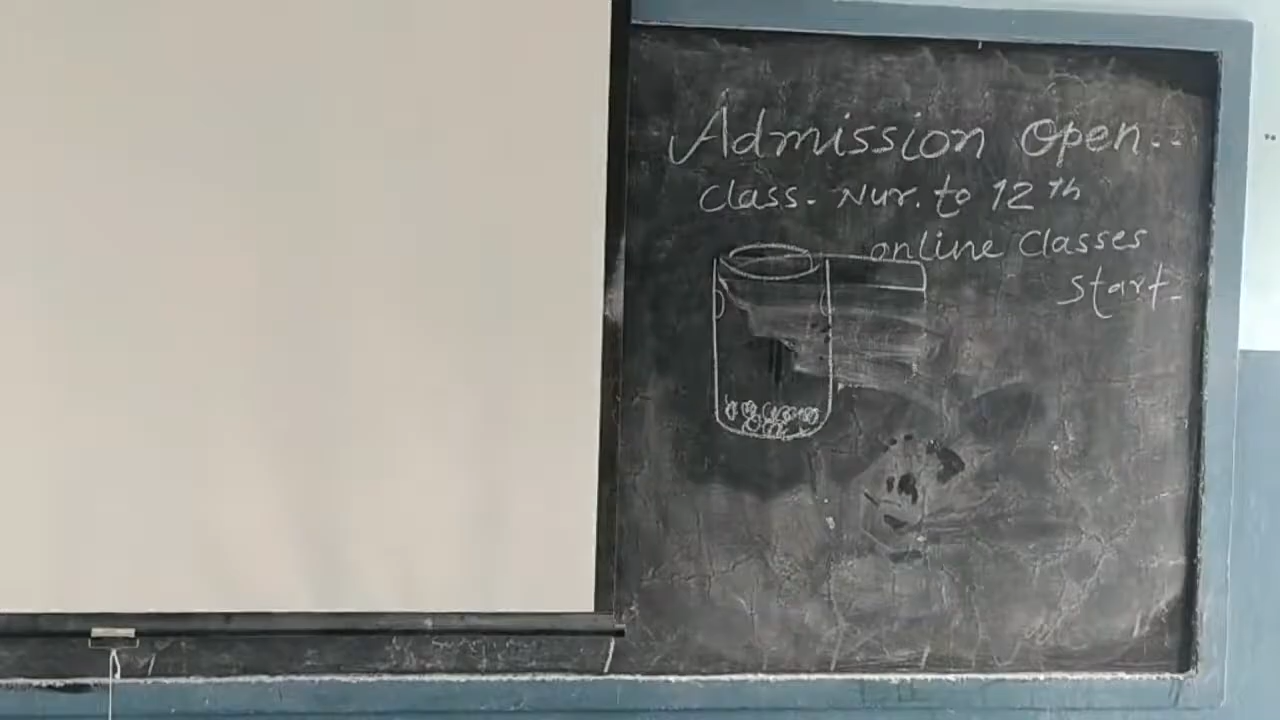 Admission Open..
Class. Nur. to 12th
online Classes
start.